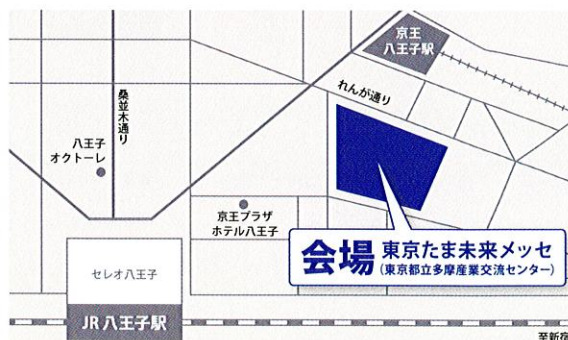 京王
八王子駅
れんが通り
桑並木通り
八王子
オクトーレ
京王プラザ
ホテル八王子
会場 東京たま未来メッセ
(東京都立多摩産業交流センター)
セレオ八王子
JR八王子駅
至新宿